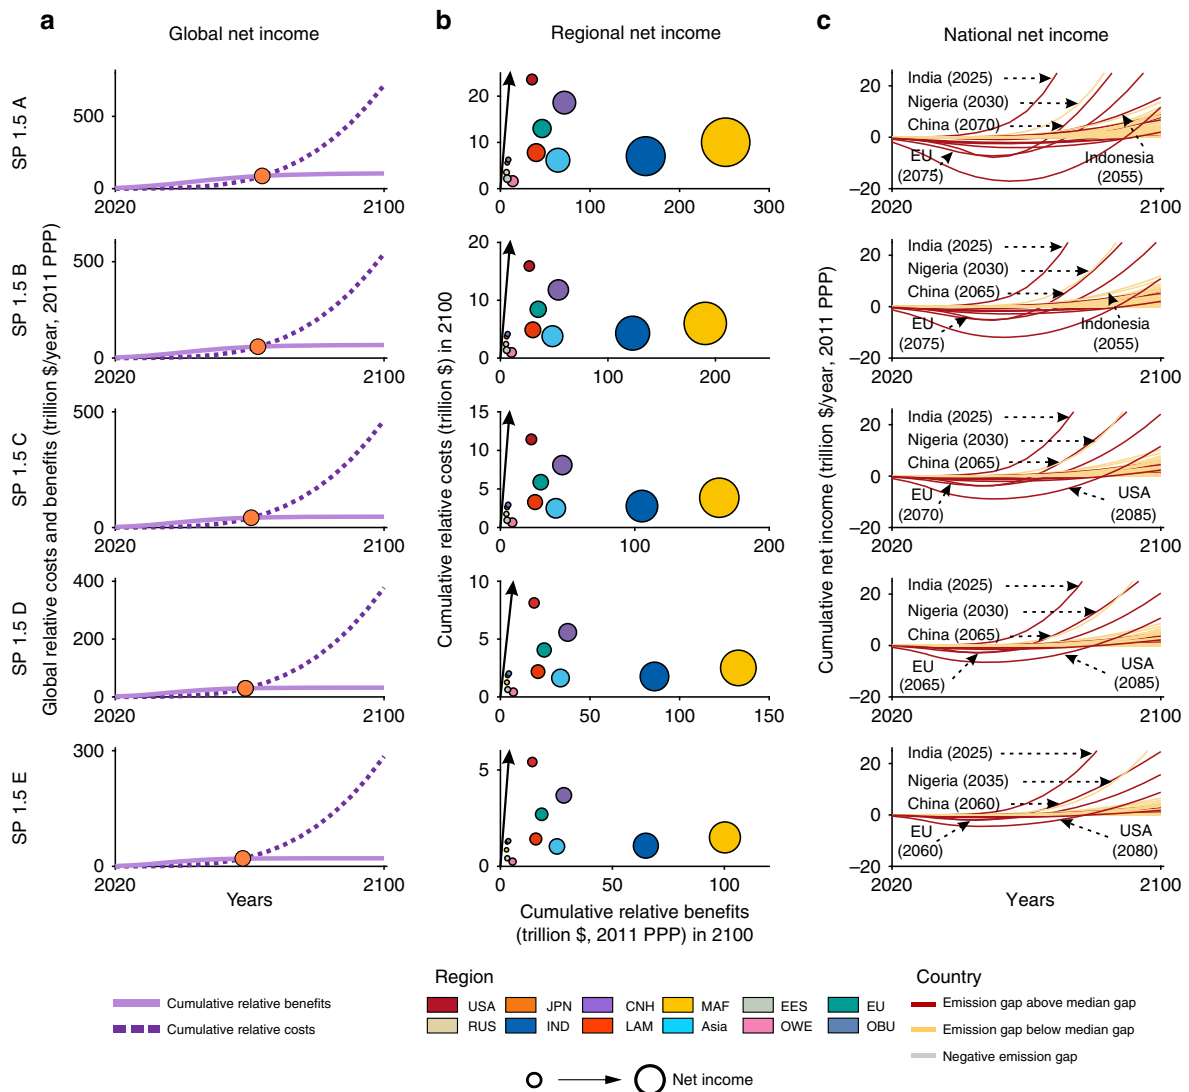 a
Global net income
b
Regional net income
c
National net income
Global relative costs and benefits (trillion $/year, 2011 PPP)
Cumulative relative costs (trillion $) in 2100
Cumulative net income (trillion $/year, 2011 PPP)
SP 1.5 A
500
0
2020
2100
20
10
0
0
100
200
300
20
0
−20
2020
2100
India (2025)
Nigeria (2030)
China (2070)
EU
(2075)
Indonesia
(2055)
SP 1.5 B
500
0
2020
2100
20
10
0
0
100
200
20
0
−20
2020
2100
India (2025)
Nigeria (2030)
China (2065)
EU
(2075)
Indonesia
(2055)
SP 1.5 C
500
0
2020
2100
15
10
5
0
0
100
200
20
0
−20
2020
2100
India (2025)
Nigeria (2030)
China (2065)
EU
(2070)
USA
(2085)
SP 1.5 D
400
200
0
2020
2100
10
5
0
0
50
100
150
20
0
−20
2020
2100
India (2025)
Nigeria (2030)
China (2065)
EU
(2065)
USA
(2085)
SP 1.5 E
300
0
2020
2100
Years
5
0
0
50
100
Cumulative relative benefits
(trillion $, 2011 PPP) in 2100
20
0
−20
2020
2100
Years
India (2025)
Nigeria (2035)
China (2060)
EU
(2060)
USA
(2080)
Cumulative relative benefits
Cumulative relative costs
Region
USA JPN CNH MAF EES EU
RUS IND LAM Asia OWE OBU
Net income
Country
Emission gap above median gap
Emission gap below median gap
Negative emission gap